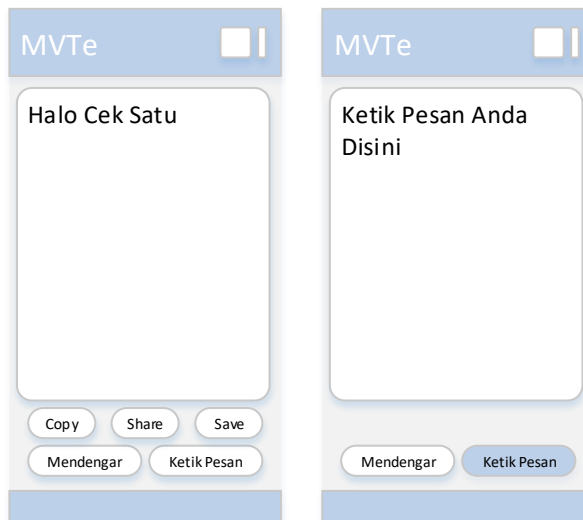 MVTe
Halo Cek Satu
Copy
Share
Save
Mendengar
Ketik Pesan
MVTe
Ketik Pesan Anda
Disini
Mendengar
Ketik Pesan